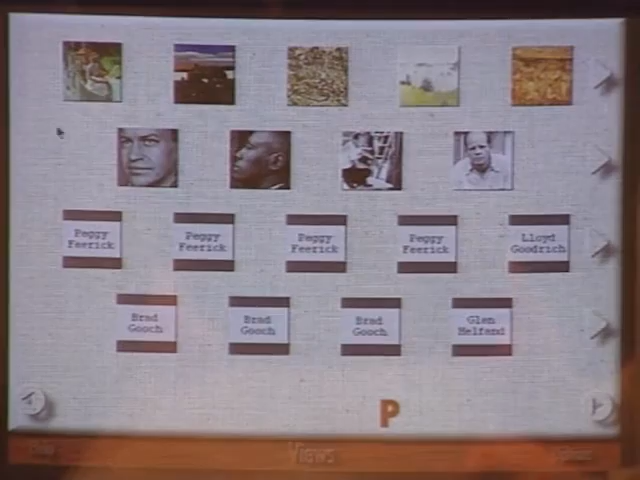 Peggy
Feerick
Peggy
Feerick
Peggy
Feerick
Peggy
Feerick
Lloyd
Goodrich
Brad
Gooch
Brad
Gooch
Brad
Gooch
Glen
Helfand
P
Views